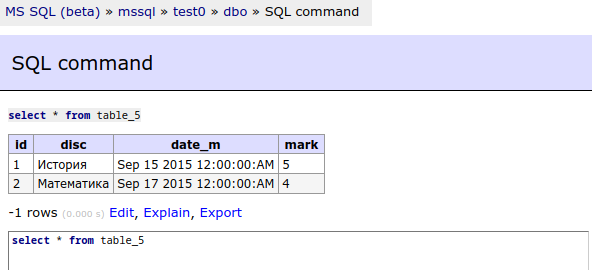 MS SQL (beta) » mssql » test0 » dbo » SQL command
SQL command
select * from table_5
id disc date_m mark
1 История Sep 15 2015 12:00:00:AM 5
2 Математика Sep 17 2015 12:00:00:AM 4
-1 rows (0.000 s) Edit, Explain, Export
select * from table_5